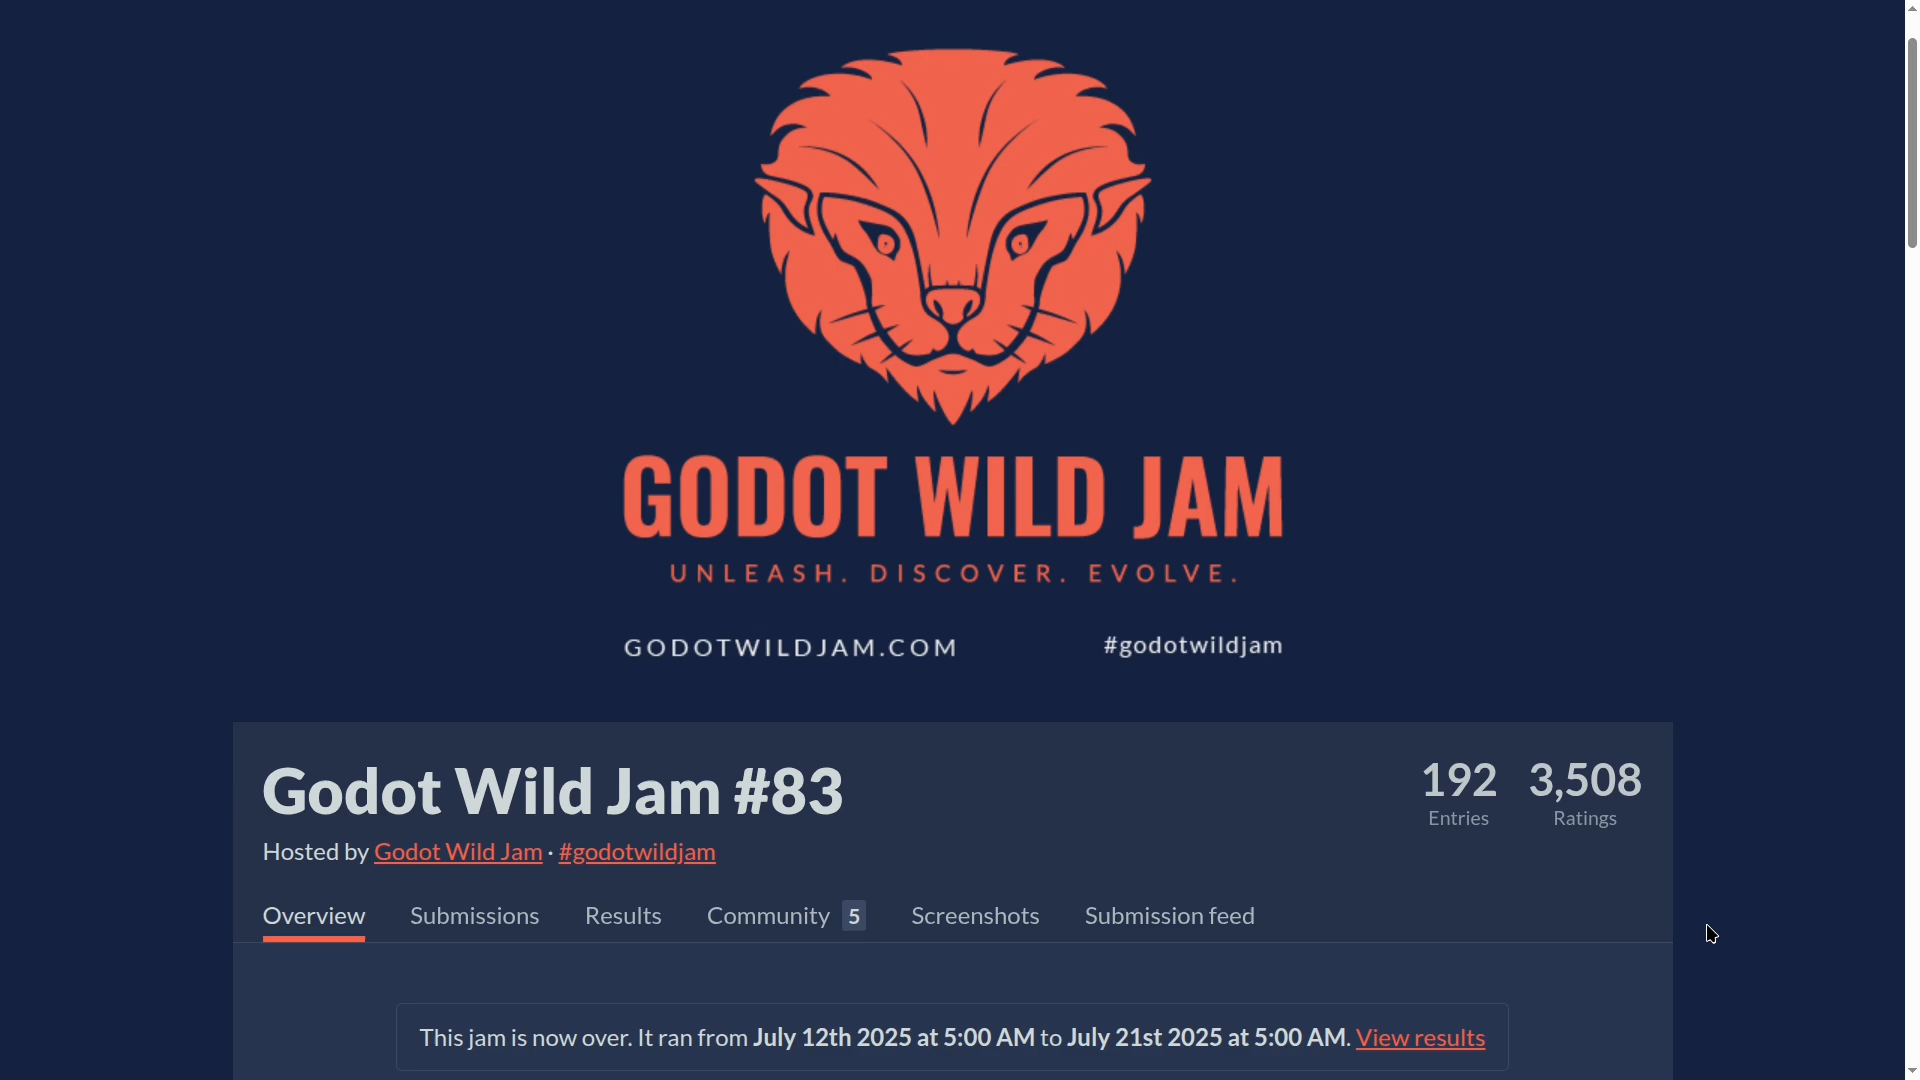 GODOT WILD JAM
UNLEASH. DISCOVER. EVOLVE.
GODOTWILDJAM.COM #godotwildjam
Godot Wild Jam #83
192 3,508
Entries Ratings
Hosted by Godot Wild Jam · #godotwildjam
Overview Submissions Results Community 5 Screenshots Submission feed
This jam is now over. It ran from July 12th 2025 at 5:00 AM to July 21st 2025 at 5:00 AM. View results